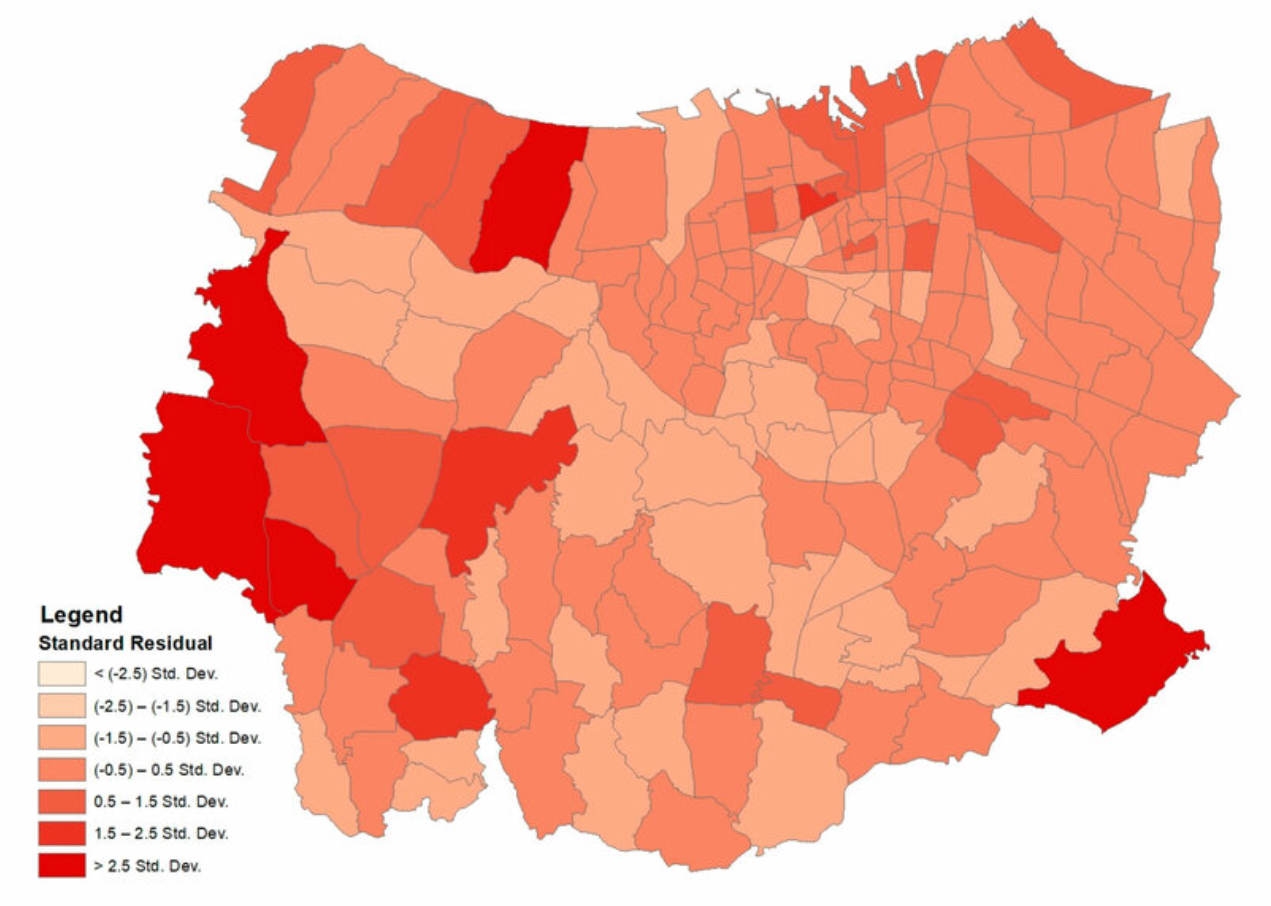 Legend
Standard Residual
< (-2.5) Std. Dev.
(-2.5) – (-1.5) Std. Dev.
(-1.5) – (-0.5) Std. Dev.
(-0.5) – 0.5 Std. Dev.
0.5 – 1.5 Std. Dev.
1.5 – 2.5 Std. Dev.
> 2.5 Std. Dev.